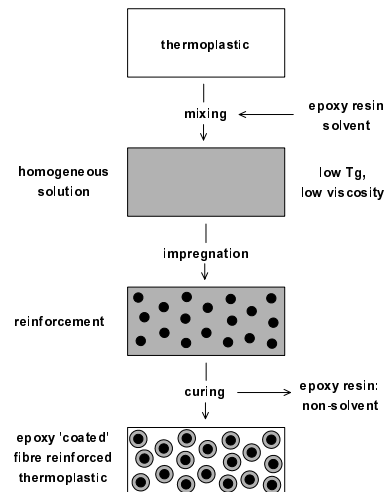 thermoplastic
mixing
epoxy resin
solvent
homogeneous
solution
low Tg,
low viscosity
impregnation
reinforcement
curing
epoxy resin:
non-solvent
epoxy 'coated'
fibre reinforced
thermoplastic